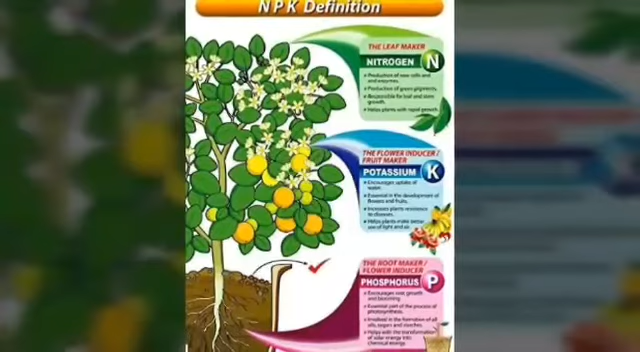 NPK Definition
THE LEAF MAKER
NITROGEN N
Production of new cells and
and enzymes.
Production of green pigments.
Responsible for leaf and stem
growth.
Helps plants with rapid growth.
THE FLOWER INDUCER /
FRUIT MAKER
POTASSIUM K
Encourages uptake of
water.
Essential in the development of
flowers and fruits.
Increases plants resistance
to diseases.
Helps plants make better
use of light and air.
THE ROOT MAKER /
FLOWER INDUCER
PHOSPHORUS P
Encourages root growth
and blooming.
Essential part of the process of
photosynthesis.
Involved in the formation of all
oils, sugars and starches.
Helps with the transformation
of solar energy into
chemical energy.